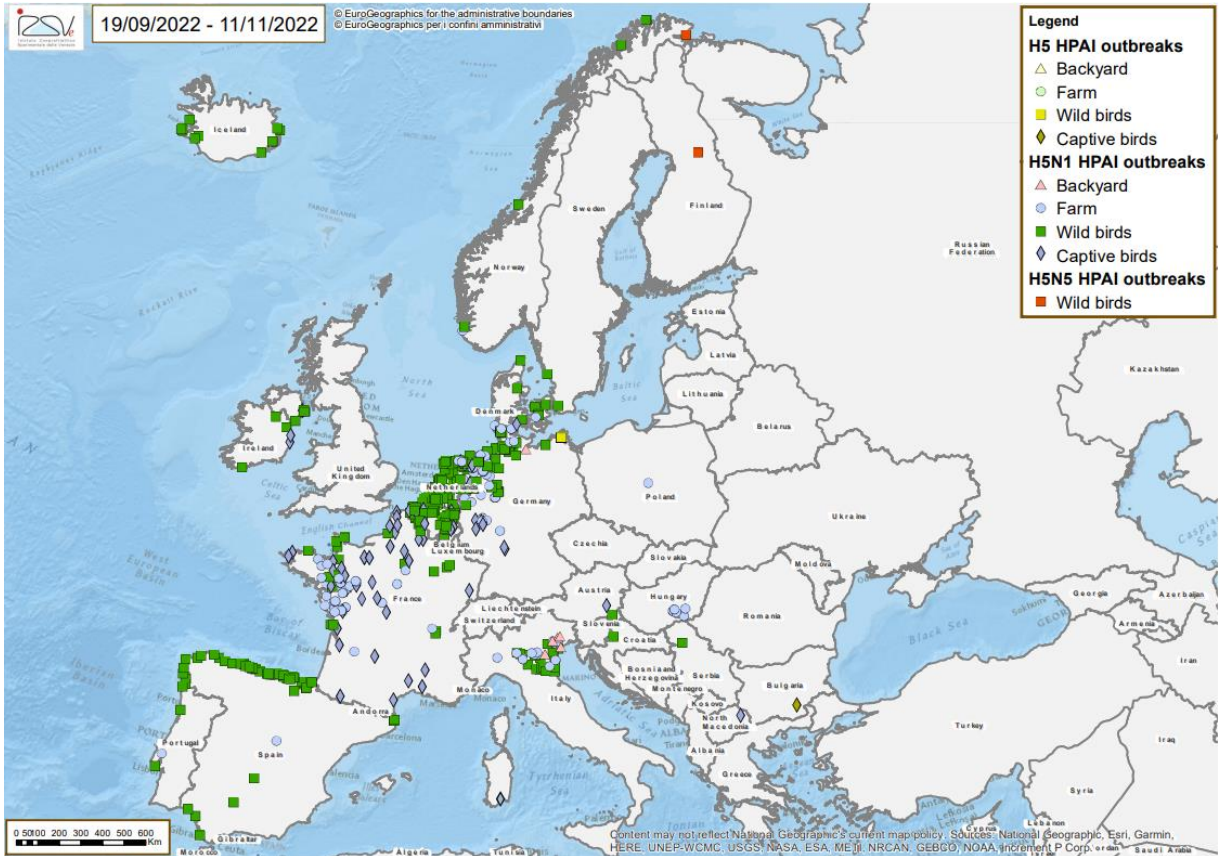 IZSVe
19/09/2022 - 11/11/2022
© EuroGeographics for the administrative boundaries
© EuroGeographics per i confini amministrativi
Legend
H5 HPAI outbreaks
Backyard
Farm
Wild birds
Captive birds
H5N1 HPAI outbreaks
Backyard
Farm
Wild birds
Captive birds
H5N5 HPAI outbreaks
Wild birds
Iceland
Sweden
Finland
Norway
Russian
Federation
Rockall Rise
Estonia
Latvia
Lithuania
Kazakhstan
North
Sea
Baltic
Sea
Denmark
Belarus
Ireland
United
Kingdom
Celtic
Sea
Netherlands
Germany
Poland
English Channel
Belgium
Luxembourg
Czechia
Ukraine
Slovakia
West
European
Basin
Moldova
France
Austria
Hungary
Liechtenstein
Switzerland
Slovenia
Croatia
Romania
Georgia
Azerbaijan
Armenia
Black Sea
Bosnia and
Herzegovina
Serbia
Montenegro
Kosovo
Bulgaria
Monaco
Italy
Adriatic Sea
Andorra
North
Macedonia
Albania
Iran
Turkey
Portugal
Spain
Greece
Tyrrhenian
Sea
Iraq
Syria
Gibraltar
Morocco
Algeria
Tunisia
Cyprus
Lebanon
Jordan
Saudi Arabia
0 50 100 200 300 400 500 600
Km
Content may not reflect National Geographic's current map policy. Sources: National Geographic, Esri, Garmin,
HERE, UNEP-WCMC, USGS, NASA, ESA, METI, NRCAN, GEBCO, NOAA, Increment P Corp.